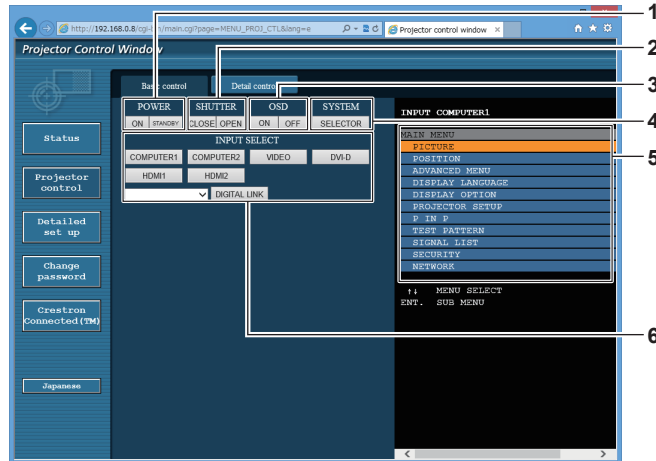 http://192.168.0.8/cgi-bin/main.cgi?page=MENU_PROJ_CTL&lang=e
Projector control window ×
Projector Control Window
Basic control
Detail control
POWER
SHUTTER
OSD
SYSTEM
ON
STANDBY
CLOSE
OPEN
ON
OFF
SELECTOR
INPUT SELECT
COMPUTER1
COMPUTER2
VIDEO
DVI-D
HDMI1
HDMI2
DIGITAL LINK
Status
Projector
control
Detailed
set up
Change
password
Crestron
Connected(TM)
Japanese
INPUT COMPUTER1
MAIN MENU
PICTURE
POSITION
ADVANCED MENU
DISPLAY LANGUAGE
DISPLAY OPTION
PROJECTOR SETUP
P IN P
TEST PATTERN
SIGNAL LIST
SECURITY
NETWORK
↑↓ MENU SELECT
ENT. SUB MENU
1
2
3
4
5
6